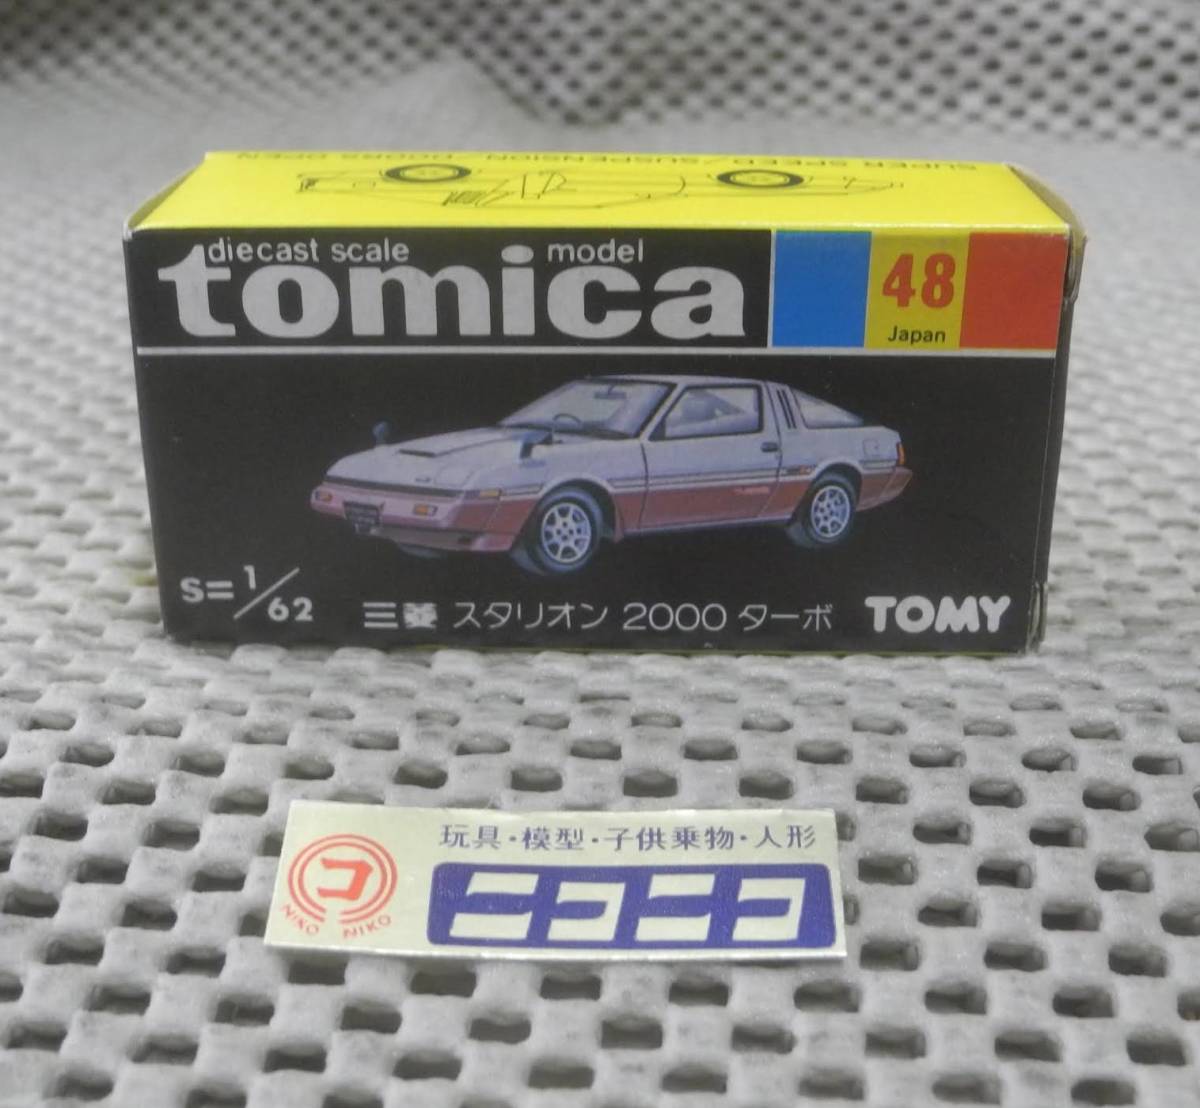 SUPER SPEED/SUSPENSION・DOORS OPEN
diecast scale model
tomica
48
Japan
S=1/62
三菱 スタリオン 2000 ターボ
TOMY
玩具・模型・子供乗物・人形
コ
NIKO NIKO
ニコニコ